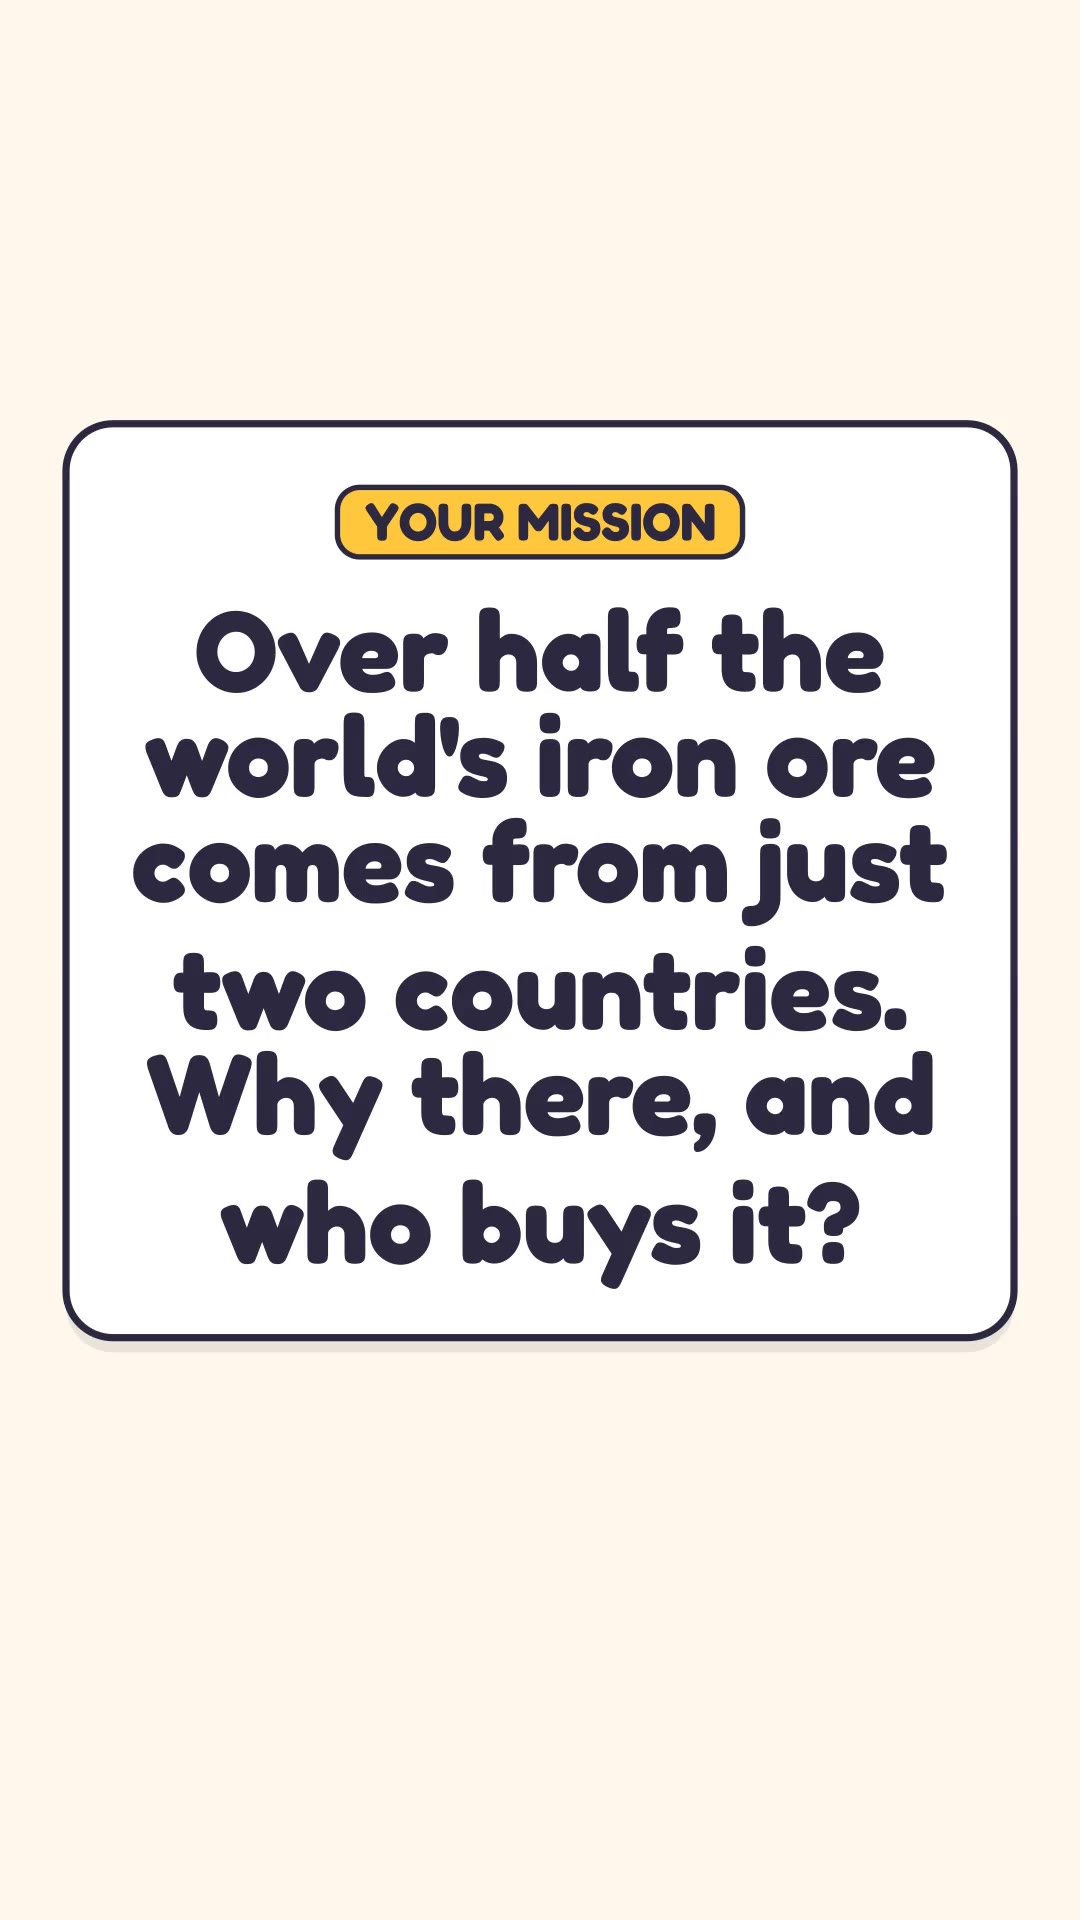 YOUR MISSION
Over half the
world's iron ore
comes from just
two countries.
Why there, and
who buys it?